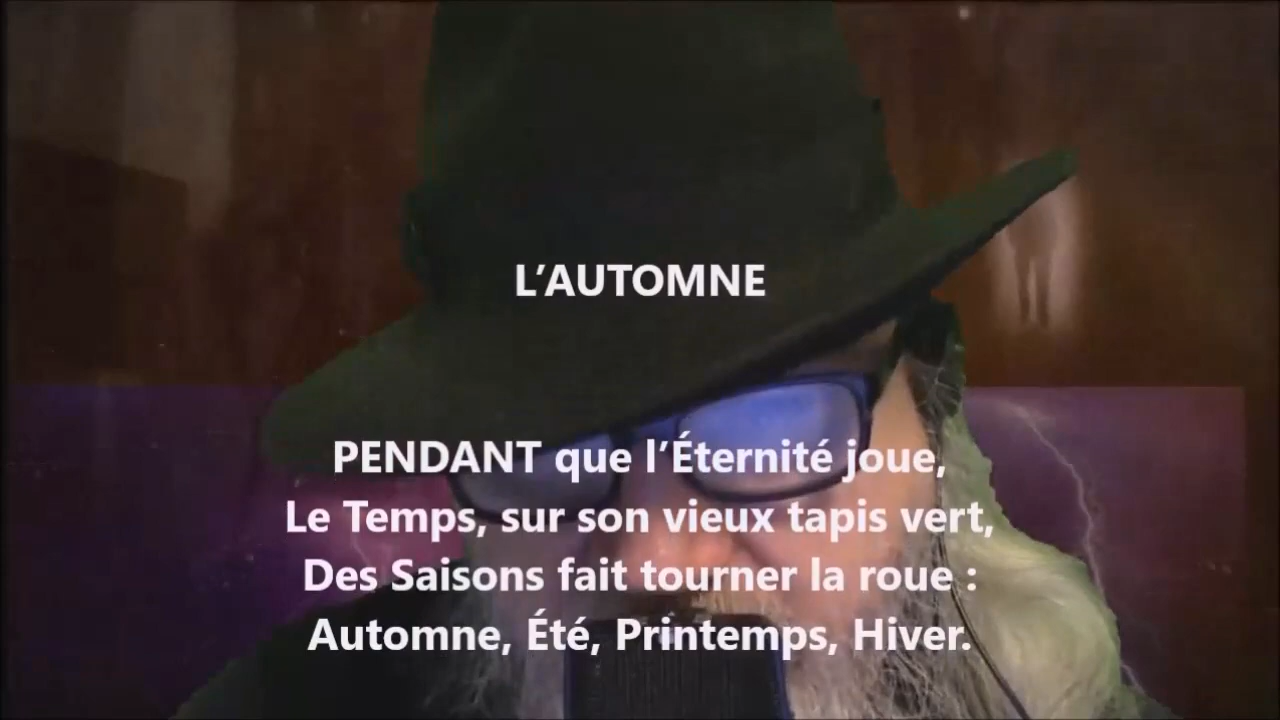 L’AUTOMNE
PENDANT que l’Éternité joue,
Le Temps, sur son vieux tapis vert,
Des Saisons fait tourner la roue :
Automne, Été, Printemps, Hiver.